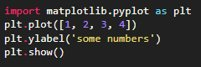 import matplotlib.pyplot as plt
plt.plot([1, 2, 3, 4])
plt.ylabel('some numbers')
plt.show()